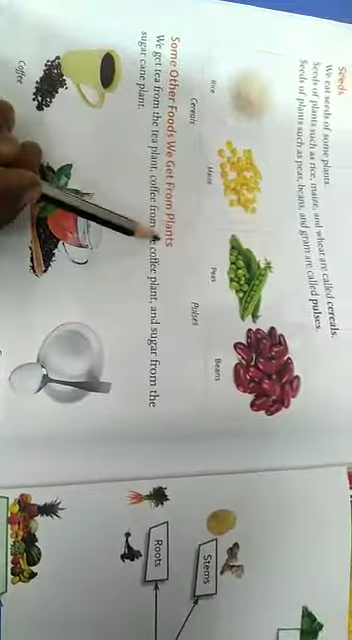 Seeds
We eat seeds of some plants.
Seeds of plants such as rice, maize, and wheat are called cereals.
Seeds of plants such as peas, beans, and gram are called pulses.
Rice
Maize
Peas
Beans
Cereals
Pulses
Some Other Foods We Get From Plants
We get tea from the tea plant, coffee from coffee plant, and sugar from the
sugar cane plant.
Coffee
Stems
Roots